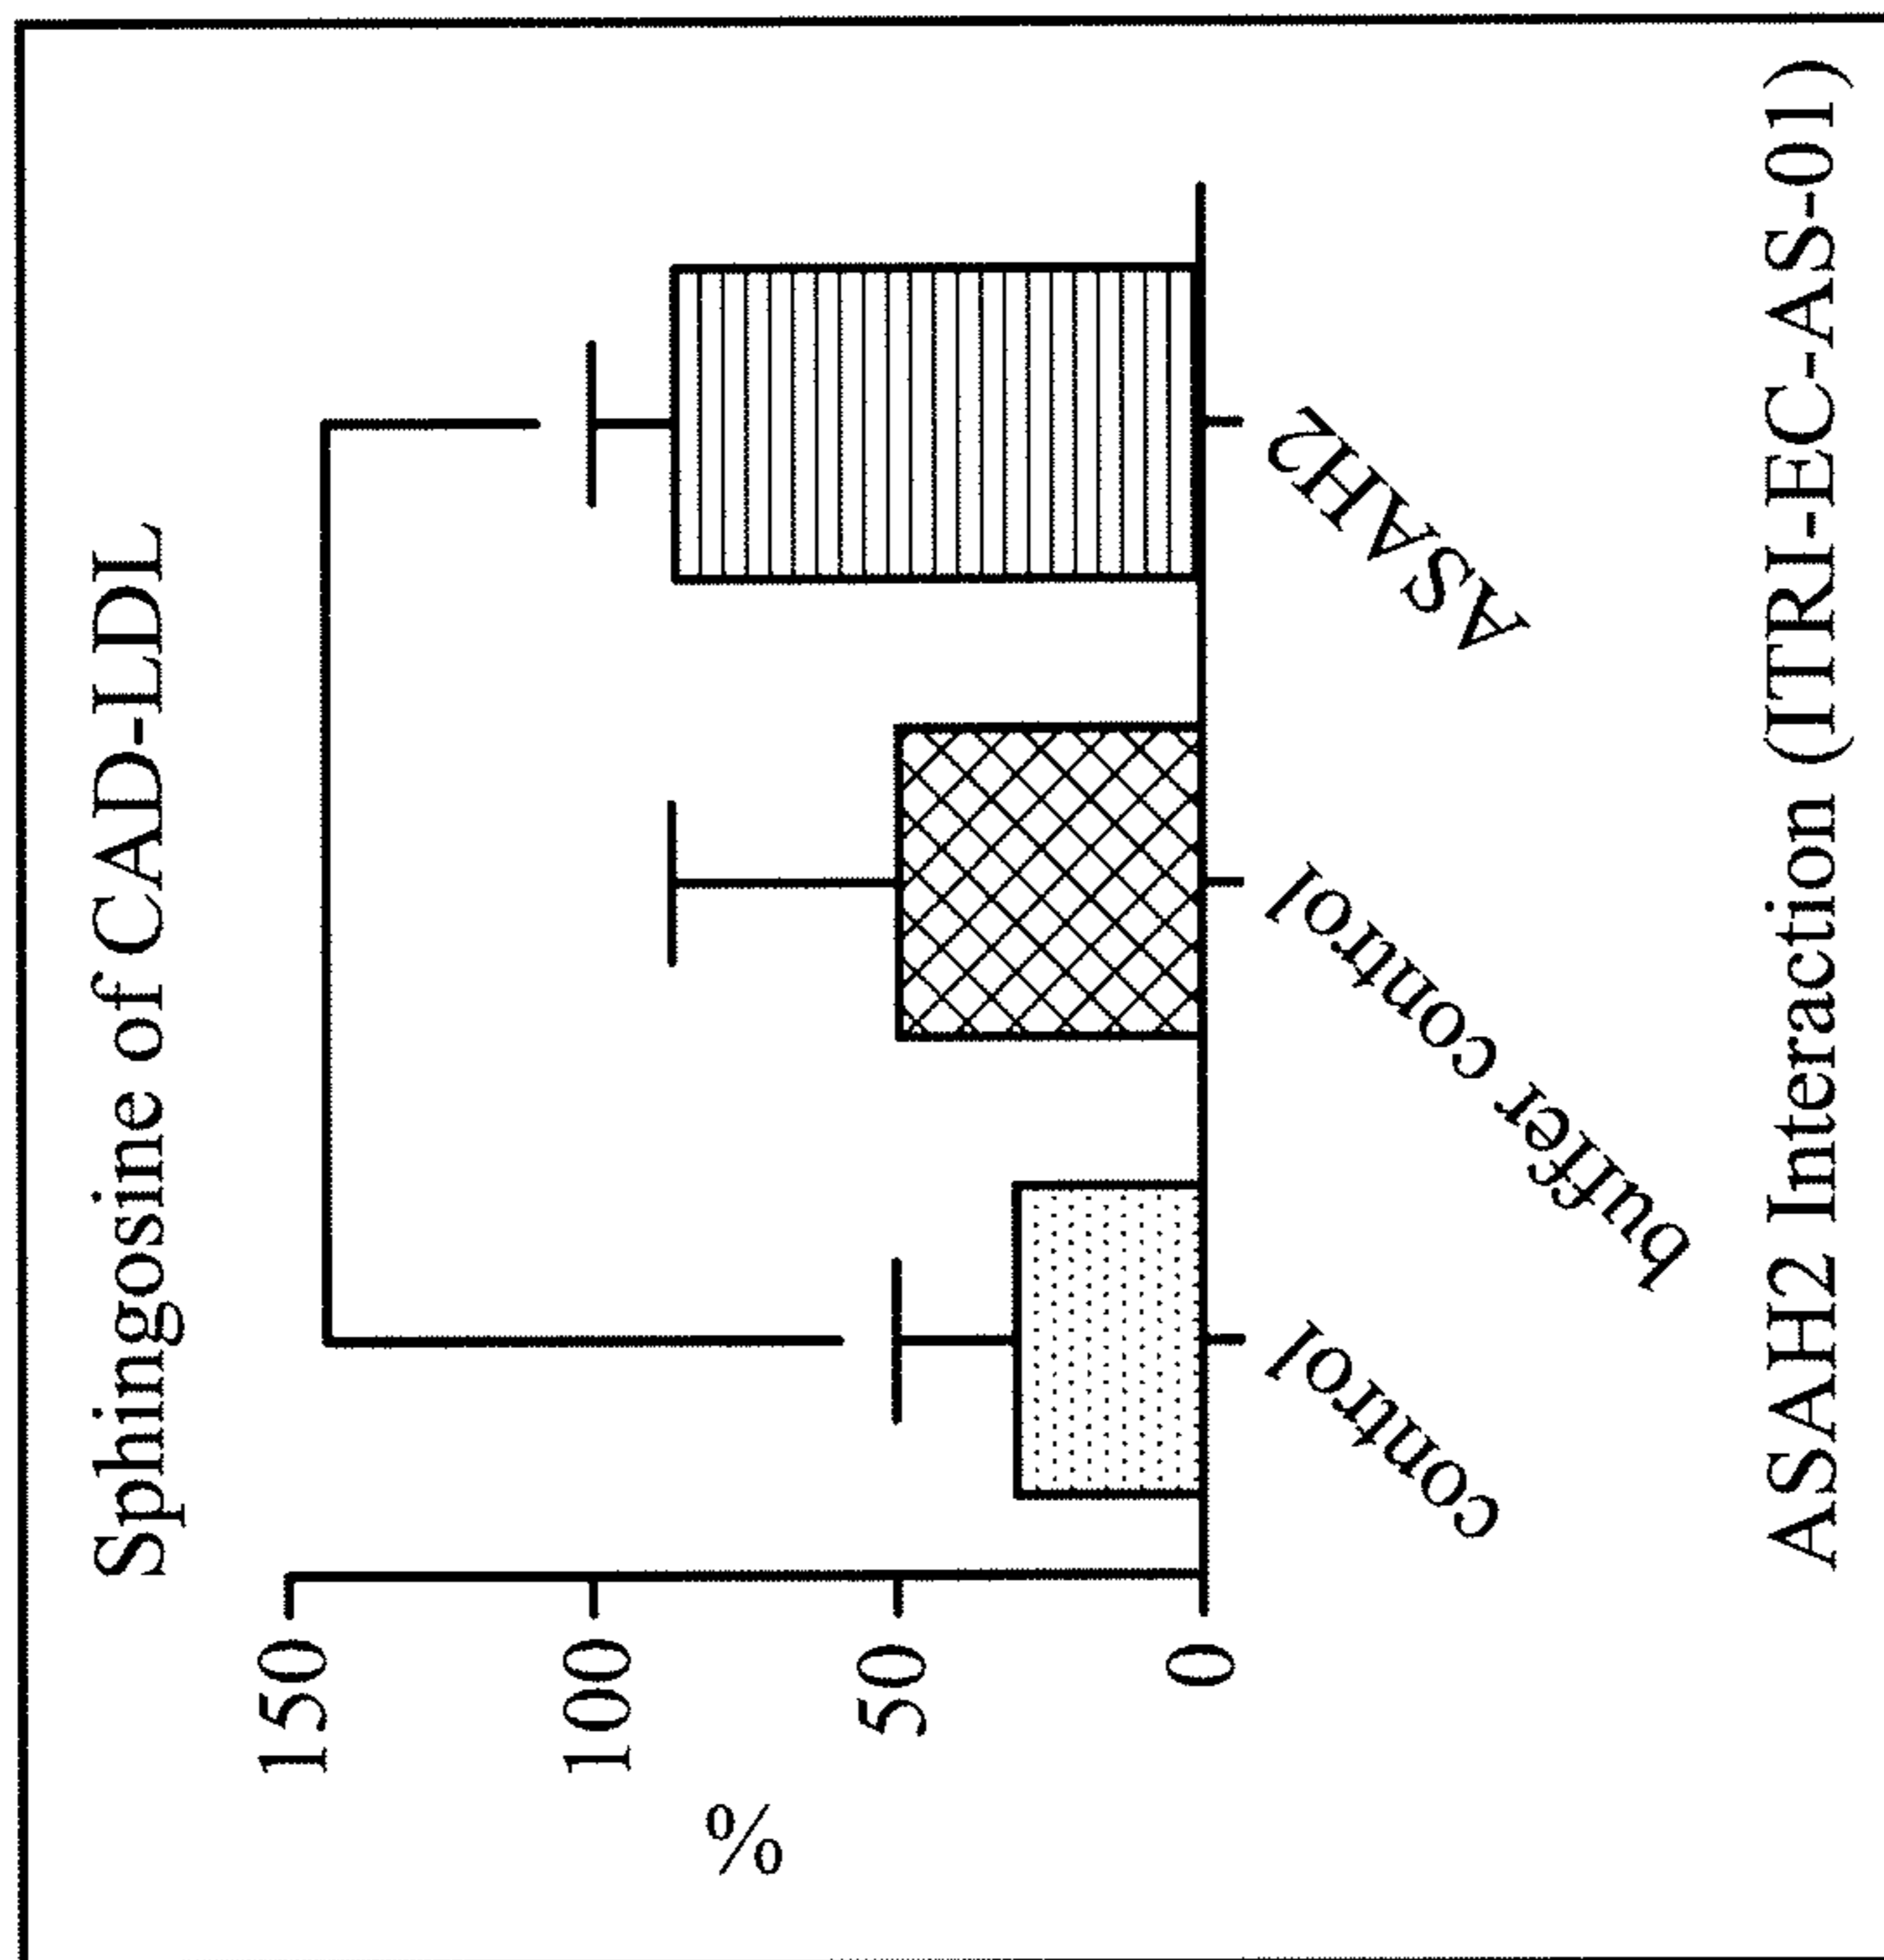 Sphingosine of CAD-LDL
150
100
50
0
%
control
buffer control
ASAH2
ASAH2 Interaction (ITRI-EC-AS-01)